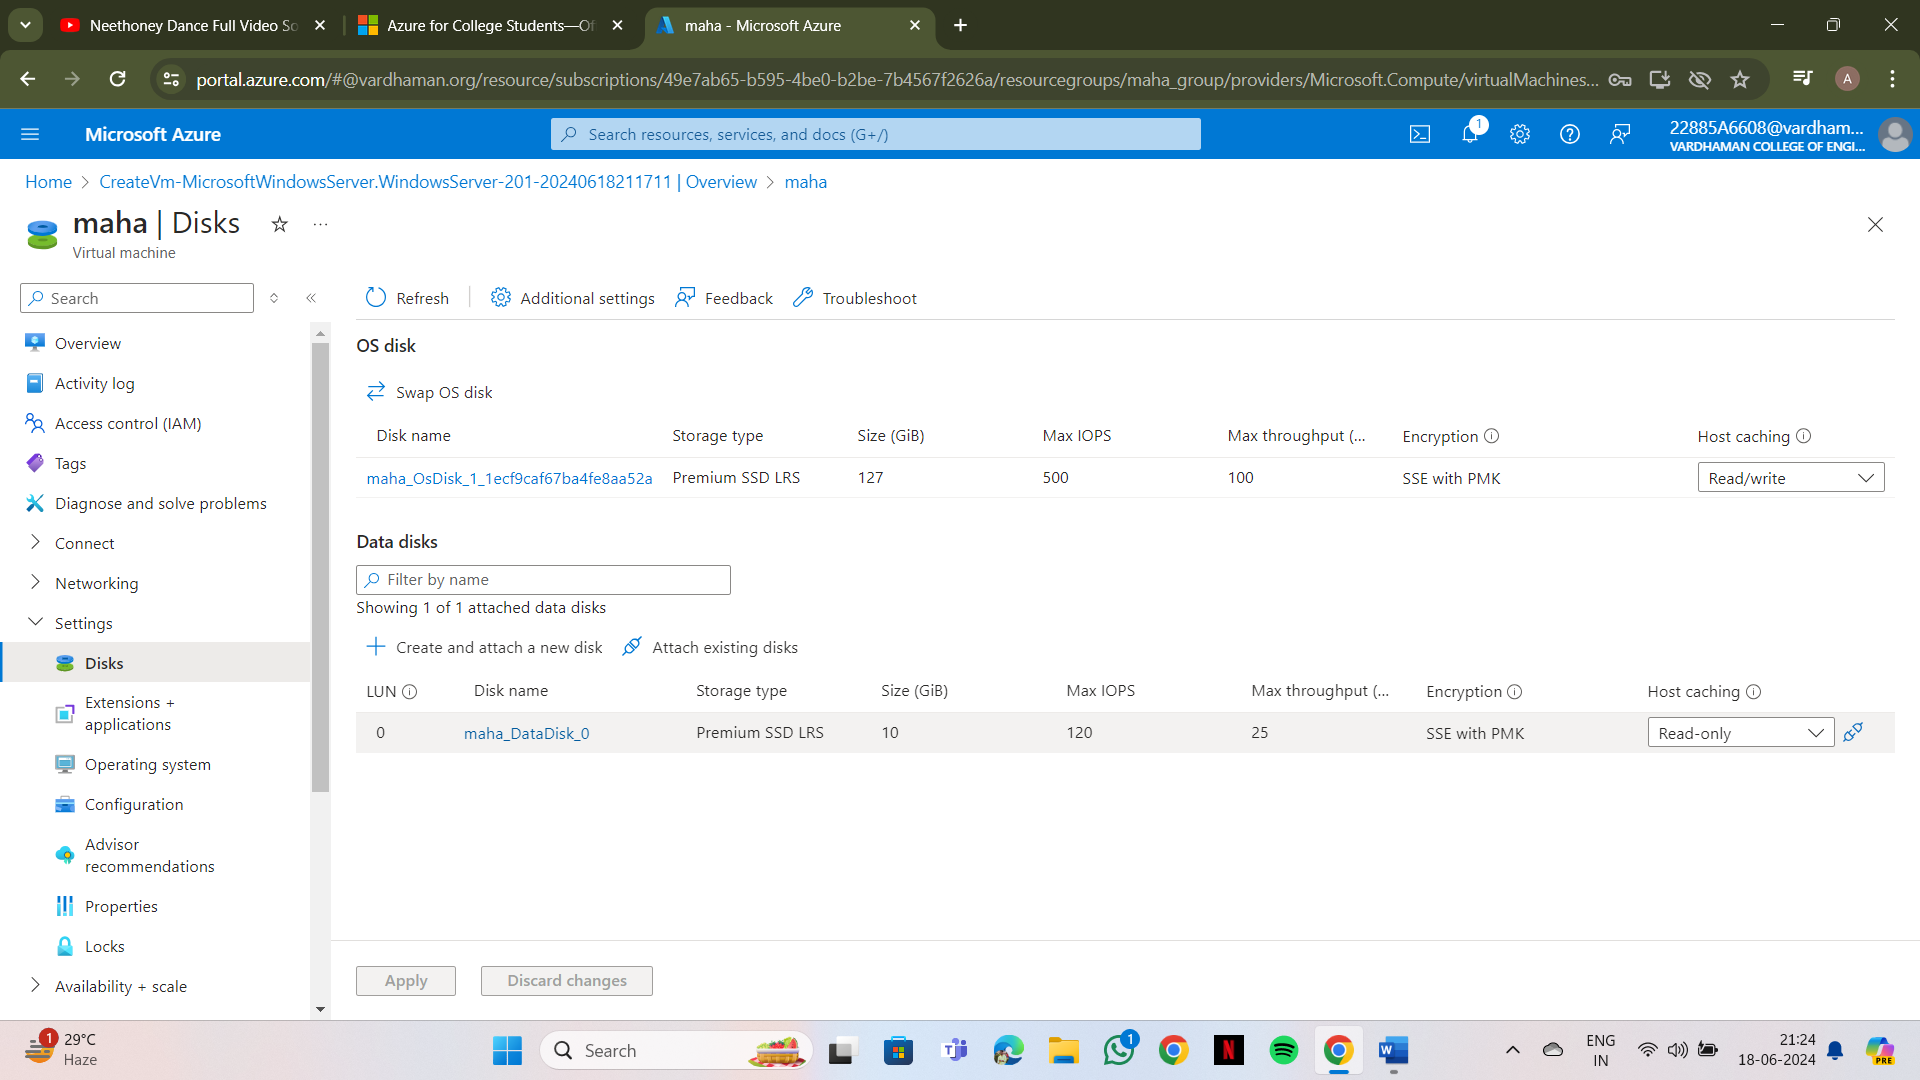 Neethoney Dance Full Video So
Azure for College Students—Of
maha - Microsoft Azure
portal.azure.com/#@vardhaman.org/resource/subscriptions/49e7ab65-b595-4be0-b2be-7b4567f2626a/resourcegroups/maha_group/providers/Microsoft.Compute/virtualMachines...
A
Microsoft Azure
Search resources, services, and docs (G+/)
1
22885A6608@vardham...
VARDHAMAN COLLEGE OF ENGI...
Home > CreateVm-MicrosoftWindowsServer.WindowsServer-201-20240618211711 | Overview > maha
maha | Disks
Virtual machine
Search
Overview
Activity log
Access control (IAM)
Tags
Diagnose and solve problems
Connect
Networking
Settings
Disks
Extensions +
applications
Operating system
Configuration
Advisor
recommendations
Properties
Locks
Availability + scale
Refresh
Additional settings
Feedback
Troubleshoot
OS disk
Swap OS disk
Disk name Storage type Size (GiB) Max IOPS Max throughput (... Encryption Host caching
maha_OsDisk_1_1ecf9caf67ba4fe8aa52a Premium SSD LRS 127 500 100 SSE with PMK Read/write
Data disks
Filter by name
Showing 1 of 1 attached data disks
Create and attach a new disk Attach existing disks
LUN Disk name Storage type Size (GiB) Max IOPS Max throughput (... Encryption Host caching
0 maha_DataDisk_0 Premium SSD LRS 10 120 25 SSE with PMK Read-only
Apply Discard changes
1
29°C
Haze
Search
1
N
W
ENG
IN
21:24
18-06-2024
PRE